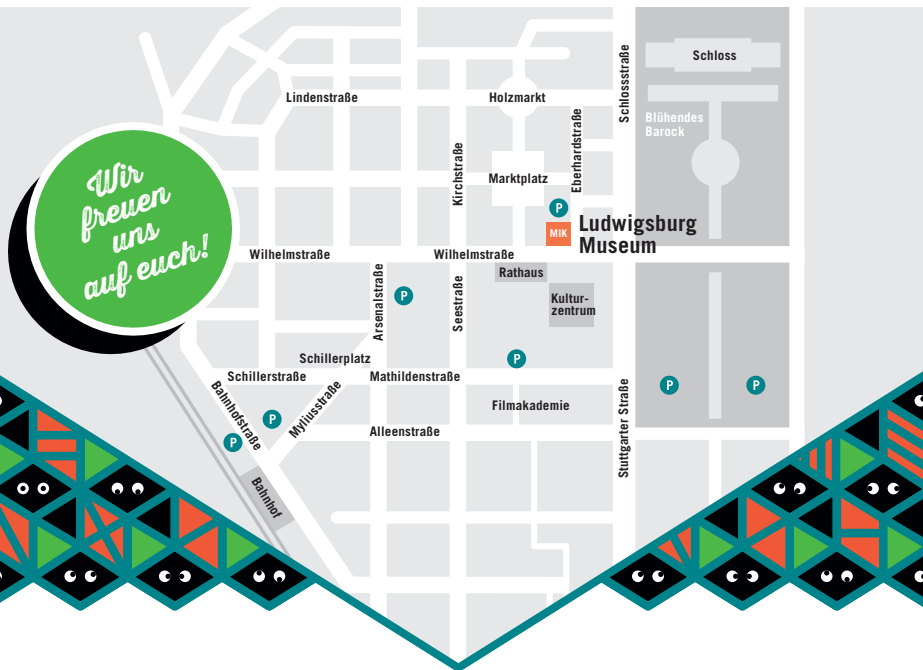 Schloss
Schlossstraße
Lindenstraße
Holzmarkt
Blühendes
Barock
Eberhardstraße
Kirchstraße
Marktplatz
Wir
freuen
uns
auf euch!
P
MIK
Ludwigsburg
Museum
Wilhelmstraße
Wilhelmstraße
Rathaus
Arsenalstraße
P
Seestraße
Kultur-
zentrum
Schillerplatz
P
Schillerstraße
Mathildenstraße
P
P
Bahnhofstraße
Myliusstraße
P
Filmakademie
Stuttgarter Straße
P
Alleenstraße
Bahnhof